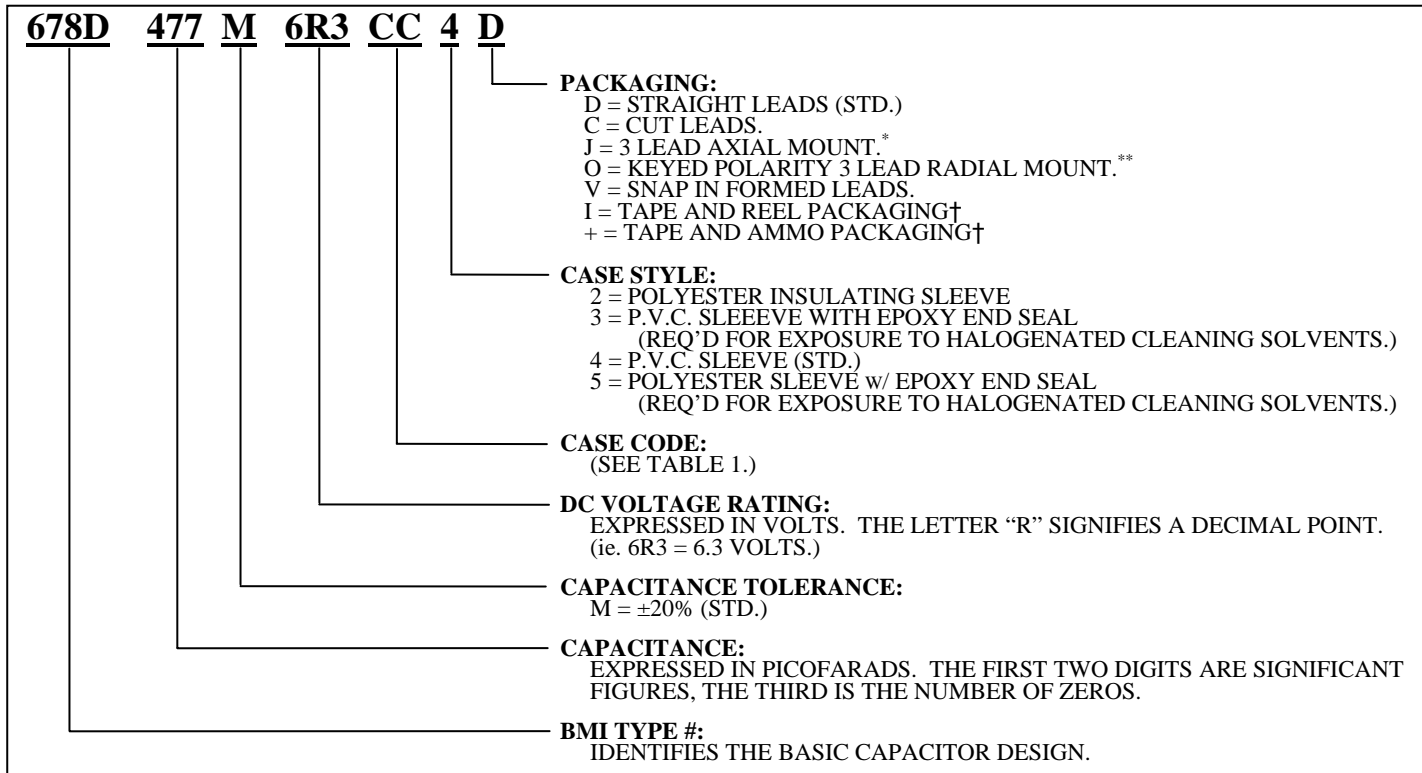 678D 477 M 6R3 CC 4 D
PACKAGING:
D = STRAIGHT LEADS (STD.)
C = CUT LEADS.
J = 3 LEAD AXIAL MOUNT.*
O = KEYED POLARITY 3 LEAD RADIAL MOUNT.**
V = SNAP IN FORMED LEADS.
I = TAPE AND REEL PACKAGING†
+ = TAPE AND AMMO PACKAGING†
CASE STYLE:
2 = POLYESTER INSULATING SLEEVE
3 = P.V.C. SLEEEVE WITH EPOXY END SEAL
(REQ’D FOR EXPOSURE TO HALOGENATED CLEANING SOLVENTS.)
4 = P.V.C. SLEEVE (STD.)
5 = POLYESTER SLEEVE w/ EPOXY END SEAL
(REQ’D FOR EXPOSURE TO HALOGENATED CLEANING SOLVENTS.)
CASE CODE:
(SEE TABLE 1.)
DC VOLTAGE RATING:
EXPRESSED IN VOLTS. THE LETTER “R” SIGNIFIES A DECIMAL POINT.
(ie. 6R3 = 6.3 VOLTS.)
CAPACITANCE TOLERANCE:
M = ±20% (STD.)
CAPACITANCE:
EXPRESSED IN PICOFARADS. THE FIRST TWO DIGITS ARE SIGNIFICANT
FIGURES, THE THIRD IS THE NUMBER OF ZEROS.
BMI TYPE #:
IDENTIFIES THE BASIC CAPACITOR DESIGN.